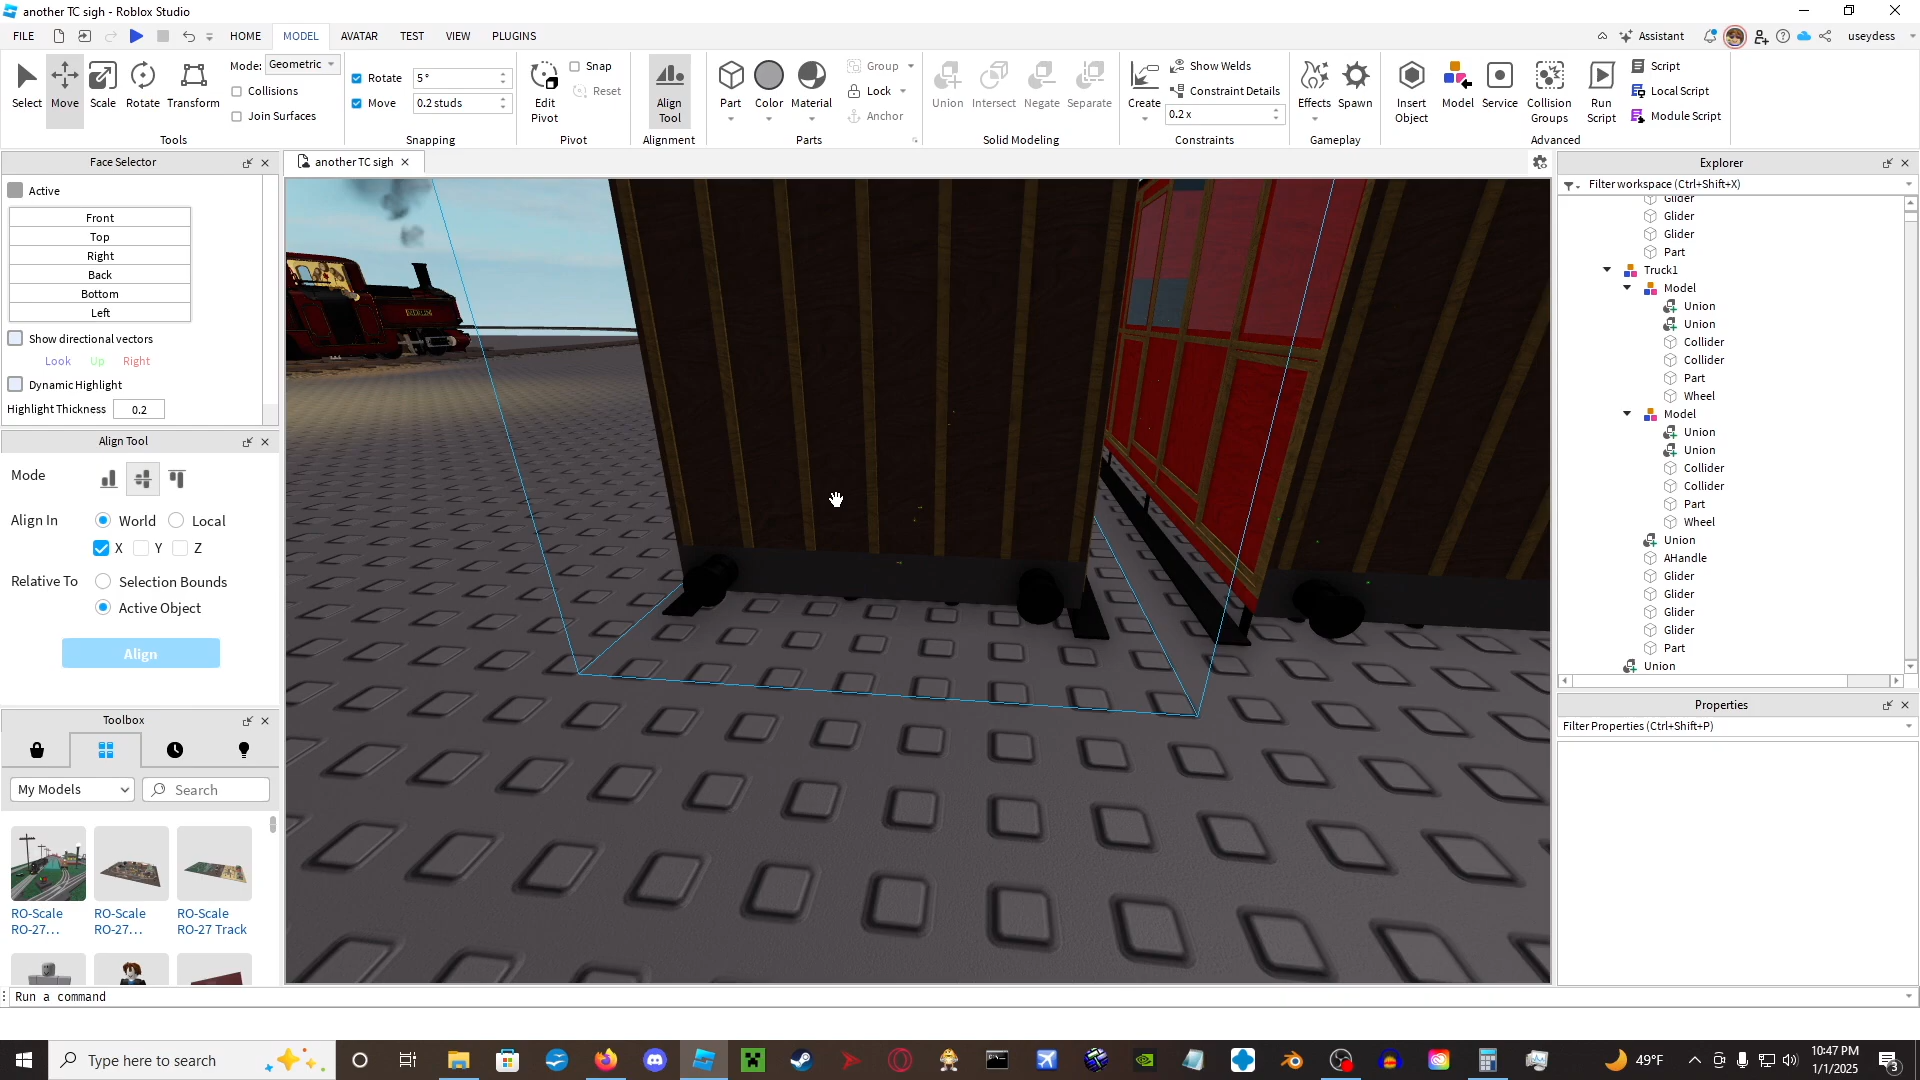 another TC sigh - Roblox Studio
FILE HOME MODEL AVATAR TEST VIEW PLUGINS Assistant useydess
Select Move Scale Rotate Transform
Mode: Geometric
Collisions
Join Surfaces
Tools
Rotate 5°
Move 0.2 studs
Snapping
Edit Pivot
Snap
Reset
Pivot
Align Tool
Alignment
Part Color Material
Group
Lock
Anchor
Parts
Union Intersect Negate Separate
Solid Modeling
Create
Show Welds
Constraint Details
0.2 x
Constraints
Effects Spawn
Gameplay
Insert Object Model Service Collision Groups Run Script
Script
Local Script
Module Script
Advanced
Face Selector
Active
Front
Top
Right
Back
Bottom
Left
Show directional vectors
Look Up Right
Dynamic Highlight
Highlight Thickness 0.2
Align Tool
Mode
Align In World Local
X Y Z
Relative To Selection Bounds
Active Object
Align
Toolbox
My Models Search
RO-Scale RO-27...
RO-Scale RO-27...
RO-Scale RO-27 Track
another TC sigh
Explorer
Filter workspace (Ctrl+Shift+X)
Glider
Glider
Glider
Part
Truck1
Model
Union
Union
Collider
Collider
Part
Wheel
Model
Union
Union
Collider
Collider
Part
Wheel
Union
AHandle
Glider
Glider
Glider
Glider
Part
Union
Properties
Filter Properties (Ctrl+Shift+P)
Run a command
Type here to search
49°F
10:47 PM
1/1/2025
3